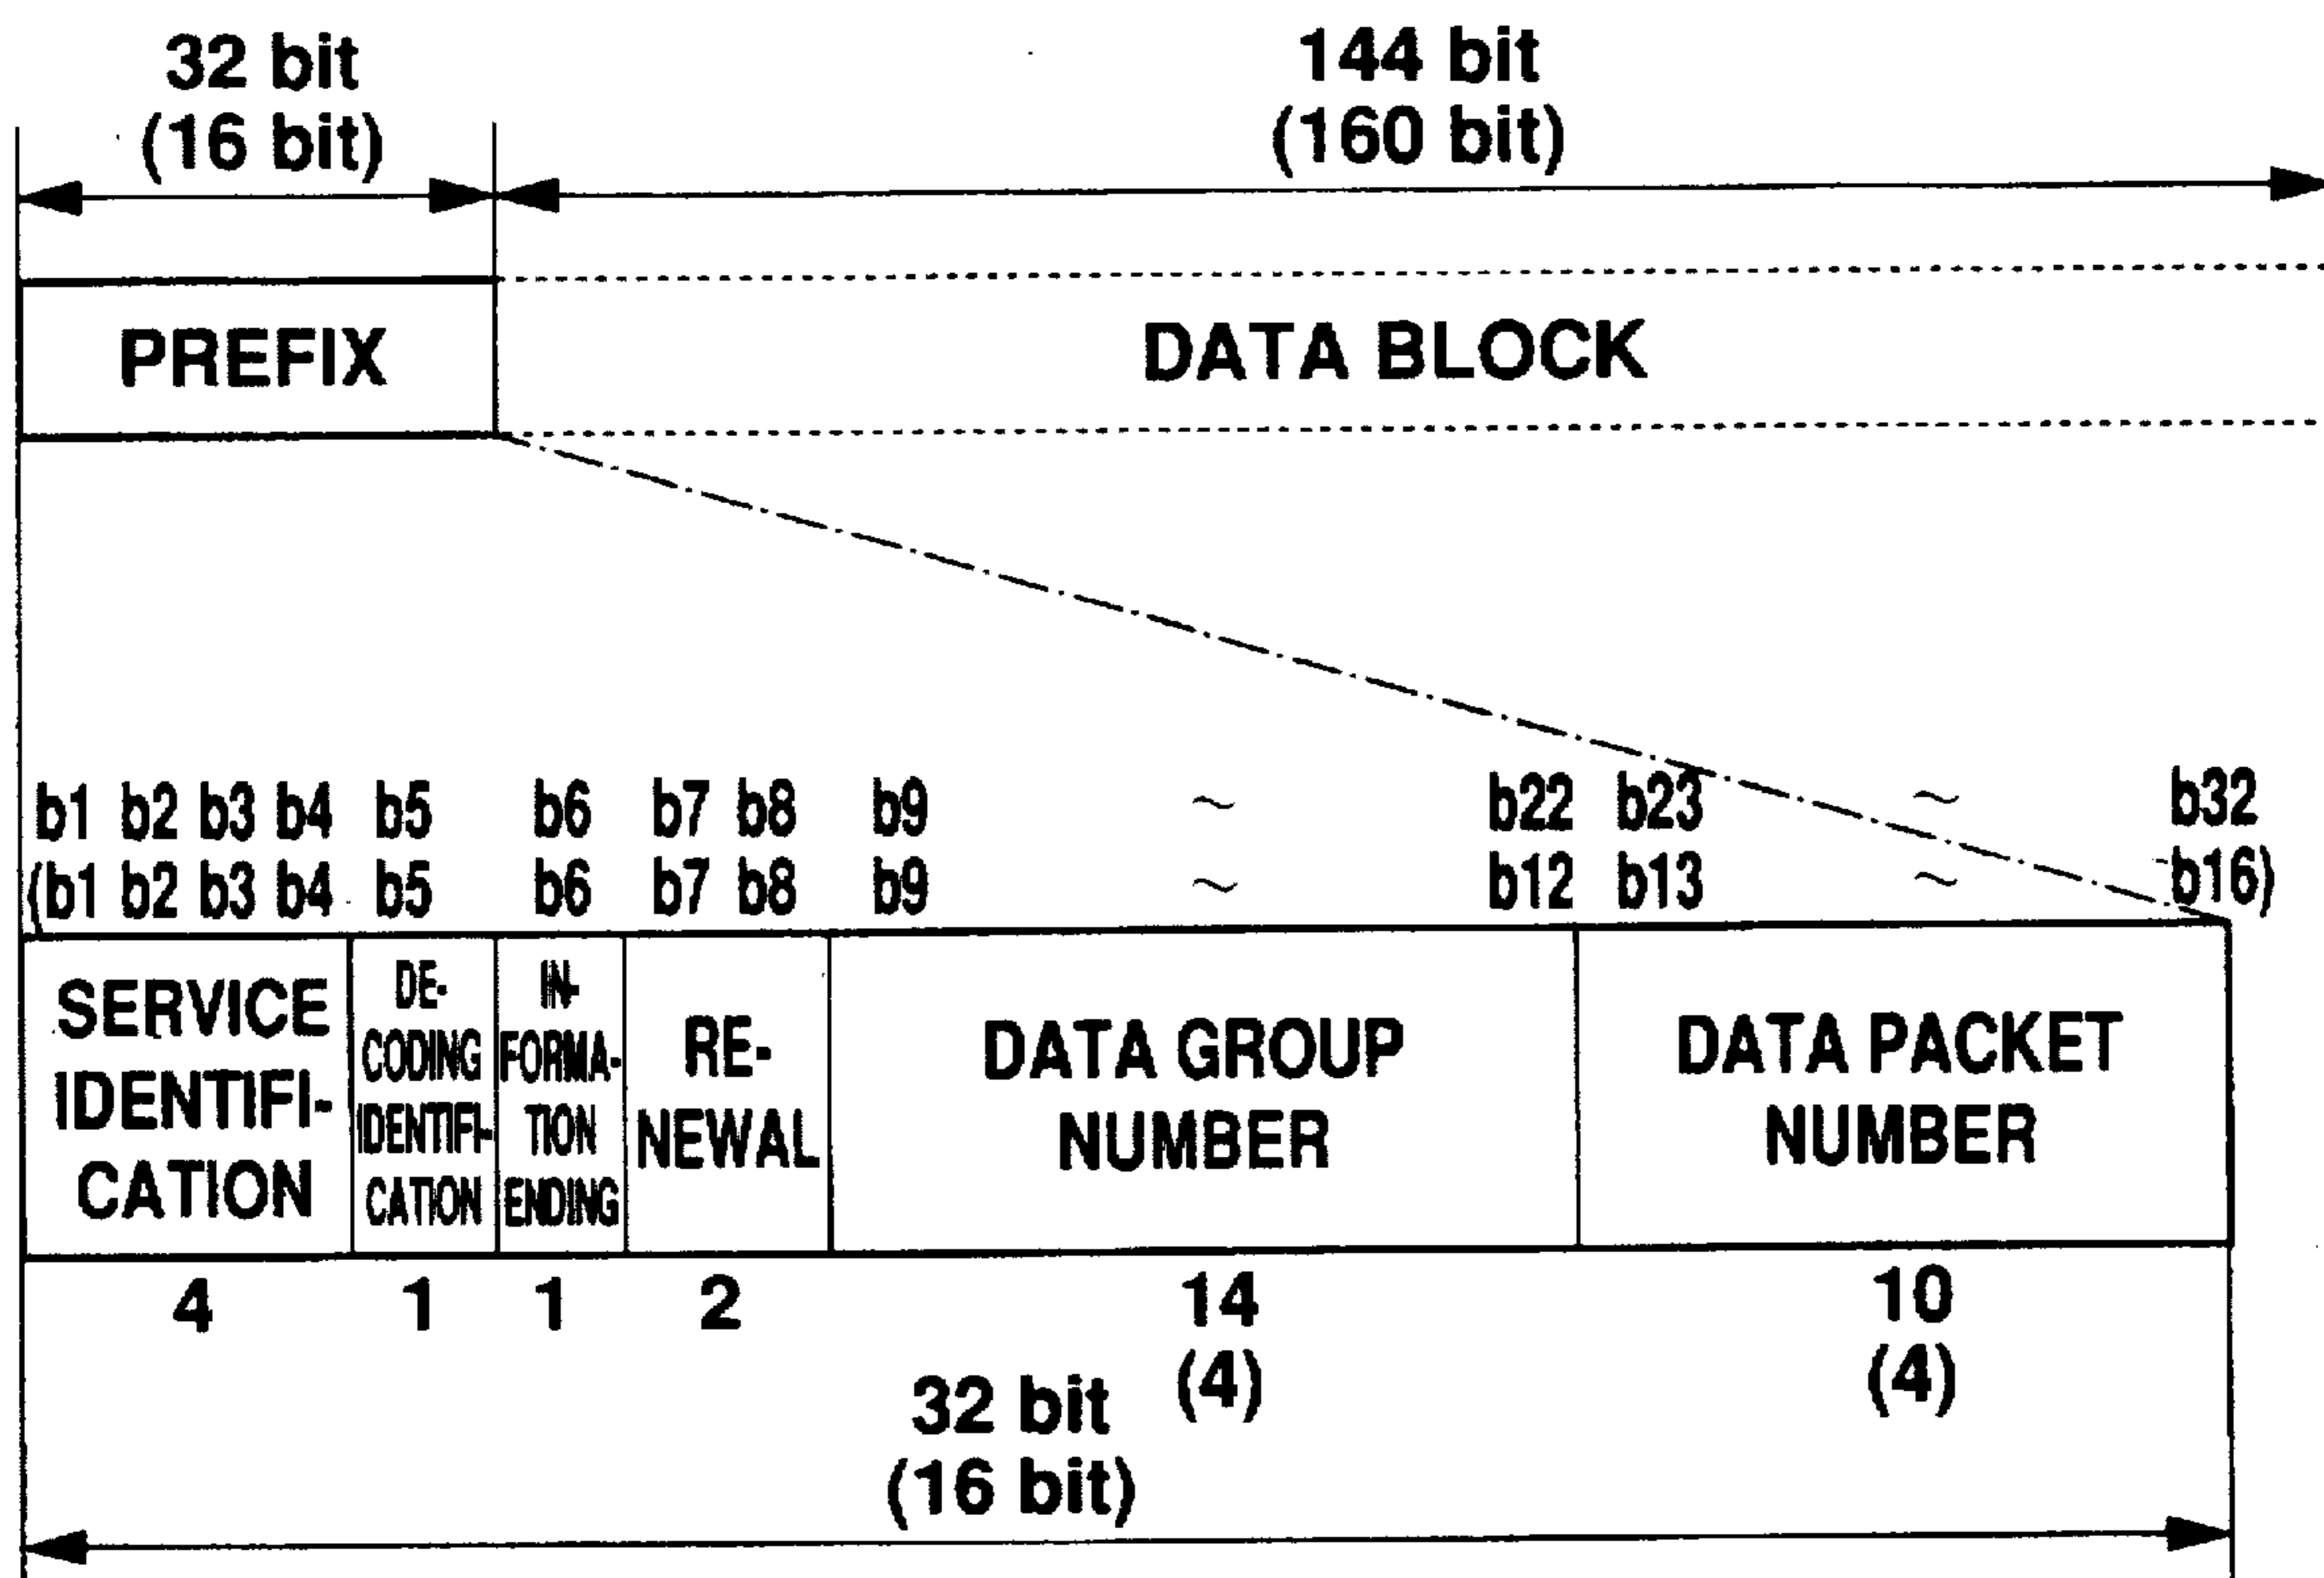 32 bit 144 bit
(16 bit) (160 bit)
PREFIX DATA BLOCK
b1 b2 b3 b4 b5 b6 b7 b8 b9 ~ b22 b23 ~ b32
(b1 b2 b3 b4 b5 b6 b7 b8 b9 ~ b12 b13 ~ b16)
SERVICE
IDENTIFI-
CATION
DE-
CODING
IDENTIFI-
CATION
IN-
FORMA-
TION
ENDING
RE-
NEWAL
DATA GROUP
NUMBER
DATA PACKET
NUMBER
4 1 1 2 14 10
(4) (4)
32 bit
(16 bit)